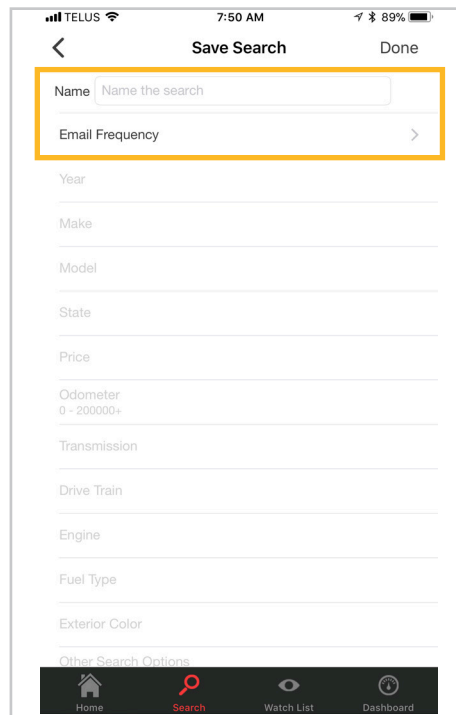 TELUS 7:50 AM 89%
Save Search Done
Name Name the search
Email Frequency
Year
Make
Model
State
Price
Odometer
0 - 200000+
Transmission
Drive Train
Engine
Fuel Type
Exterior Color
Other Search Options
Home Search Watch List Dashboard